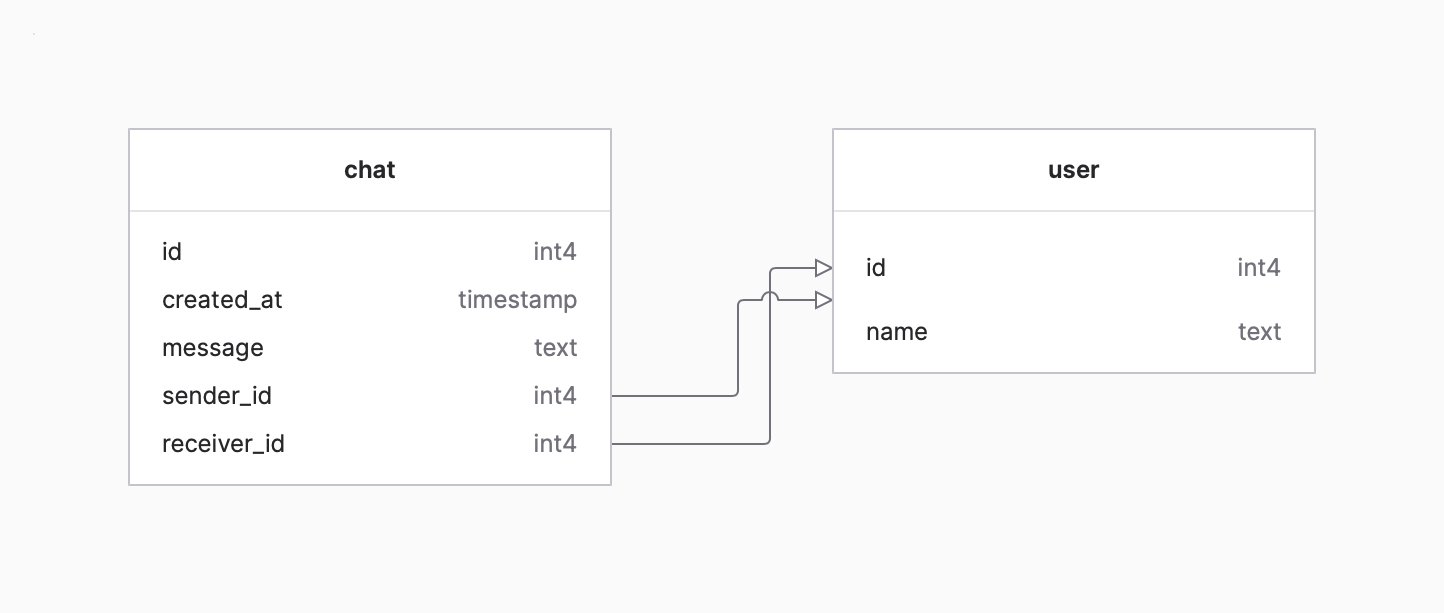 chat
id int4
created_at timestamp
message text
sender_id int4
receiver_id int4
user
id int4
name text